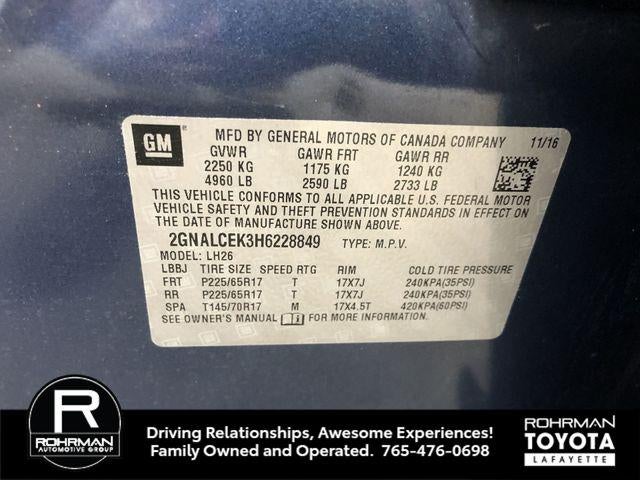 GM
MFD BY GENERAL MOTORS OF CANADA COMPANY 11/16
GVWR GAWR FRT GAWR RR
2250 KG 1175 KG 1240 KG
4960 LB 2590 LB 2733 LB
THIS VEHICLE CONFORMS TO ALL APPLICABLE U.S. FEDERAL MOTOR
VEHICLE SAFETY AND THEFT PREVENTION STANDARDS IN EFFECT ON
THE DATE OF MANUFACTURE SHOWN ABOVE.
2GNALCEK3H6228849 TYPE: M.P.V.
MODEL: LH26
LBBJ TIRE SIZE SPEED RTG RIM COLD TIRE PRESSURE
FRT P225/65R17 T 17X7J 240KPA(35PSI)
RR P225/65R17 T 17X7J 240KPA(35PSI)
SPA T145/70R17 M 17X4.5T 420KPA(60PSI)
SEE OWNER'S MANUAL FOR MORE INFORMATION.
R
ROHRMAN
AUTOMOTIVE GROUP
Driving Relationships, Awesome Experiences!
Family Owned and Operated. 765-476-0698
ROHRMAN
TOYOTA
LAFAYETTE